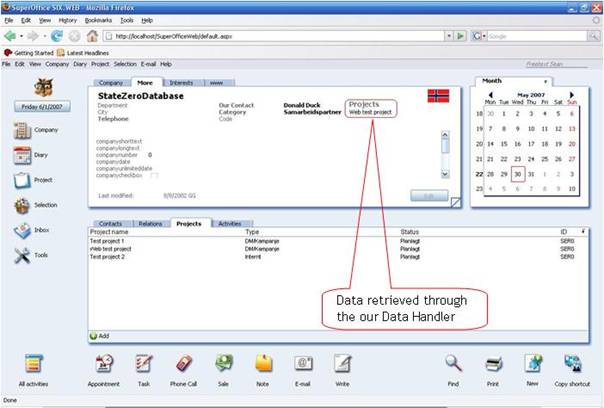 SuperOffice SIX.WEB - Mozilla Firefox
File Edit View History Bookmarks Tools Help
http://localhost/SuperOfficeWeb/default.aspx
Google
Getting Started Latest Headlines
File Edit View Company Diary Project Selection E-mail Help
Freetext Search
Friday 6/1/2007
Company
Diary
Project
Selection
Inbox
Tools
Company More Interests www
StateZeroDatabase
Department
City
Telephone
Our Contact
Category
Code
Donald Duck
Samarbeidspartner
Projects
Web test project
companyshorttext
companylongtext
companynumber 0
companydate
companyunlimiteddate
companycheckbox
Last modified: 8/8/2002 GG
Edit
Month
May 2007
Mon Tue Wed Thu Fri Sat Sun
18 30 1 2 3 4 5 6
19 7 8 9 10 11 12 13
20 14 15 16 17 18 19 20
21 21 22 23 24 25 26 27
22 28 29 30 31 1 2 3
23 4 5 6 7 8 9 10
Contacts Relations Projects Activities
Project name Type Status ID
Test project 1 DM/Kampanje Planlagt SER0
Web test project DM/Kampanje Planlagt SER0
Test project 2 Internt Planlagt SER0
Data retrieved through
the our Data Handler
Add
All activities
Appointment
Task
Phone Call
Sale
Note
E-mail
Write
Find
Print
New
Copy shortcut
Done